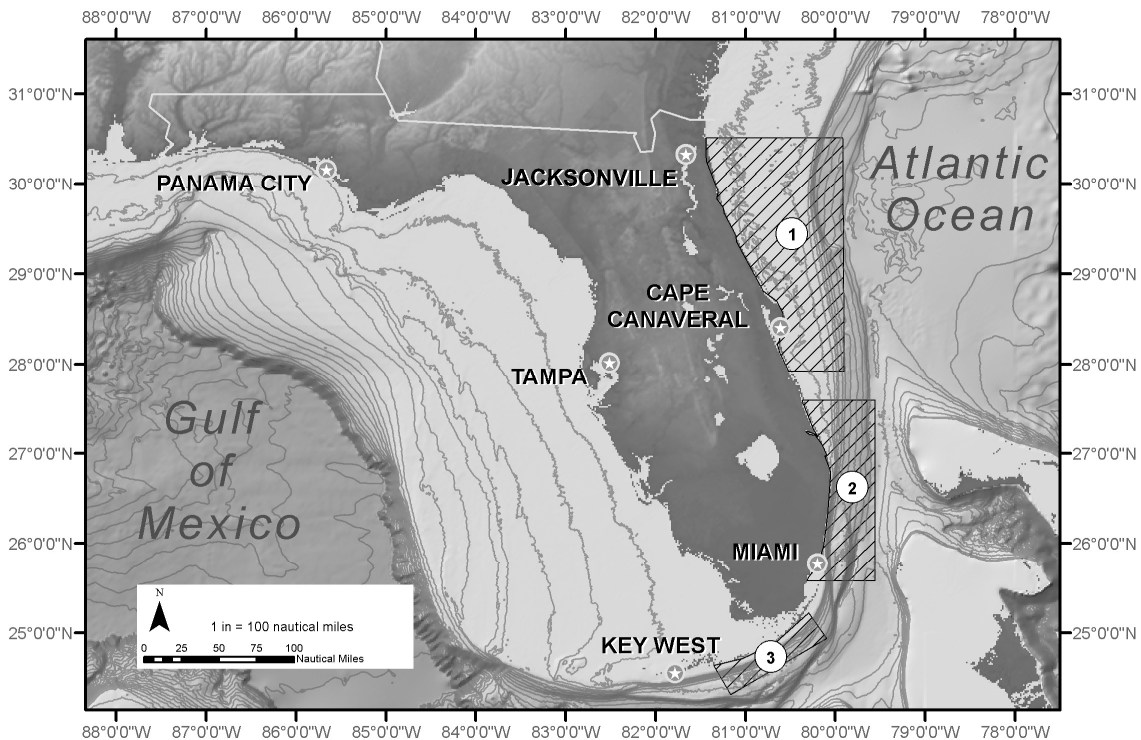 88°0'0"W 87°0'0"W 86°0'0"W 85°0'0"W 84°0'0"W 83°0'0"W 82°0'0"W 81°0'0"W 80°0'0"W 79°0'0"W 78°0'0"W
31°0'0"N 31°0'0"N
30°0'0"N 30°0'0"N
29°0'0"N 29°0'0"N
28°0'0"N 28°0'0"N
27°0'0"N 27°0'0"N
26°0'0"N 26°0'0"N
25°0'0"N 25°0'0"N
PANAMA CITY
JACKSONVILLE
Atlantic
Ocean
1
CAPE
CANAVERAL
TAMPA
Gulf
of
Mexico
2
MIAMI
KEY WEST
3
N
1 in = 100 nautical miles
0 25 50 75 100
Nautical Miles
88°0'0"W 87°0'0"W 86°0'0"W 85°0'0"W 84°0'0"W 83°0'0"W 82°0'0"W 81°0'0"W 80°0'0"W 79°0'0"W 78°0'0"W